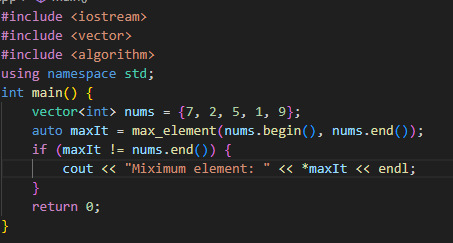 #include <iostream>
#include <vector>
#include <algorithm>
using namespace std;
int main() {
    vector<int> nums = {7, 2, 5, 1, 9};
    auto maxIt = max_element(nums.begin(), nums.end());
    if (maxIt != nums.end()) {
        cout << "Miximum element: " << *maxIt << endl;
    }
    return 0;
}